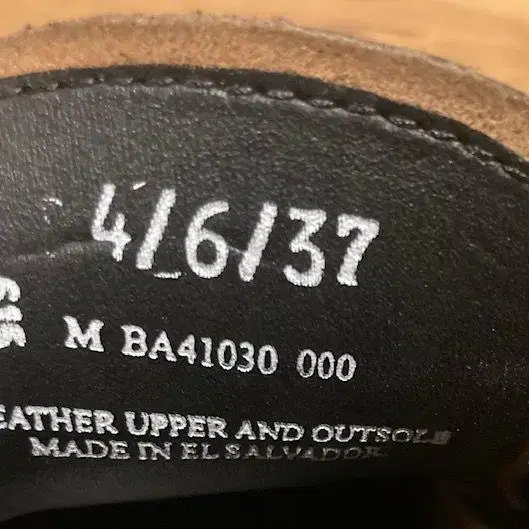 4/6/37
M BA41030 000
EATHER UPPER AND OUTSOLE
MADE IN EL SALVADOR